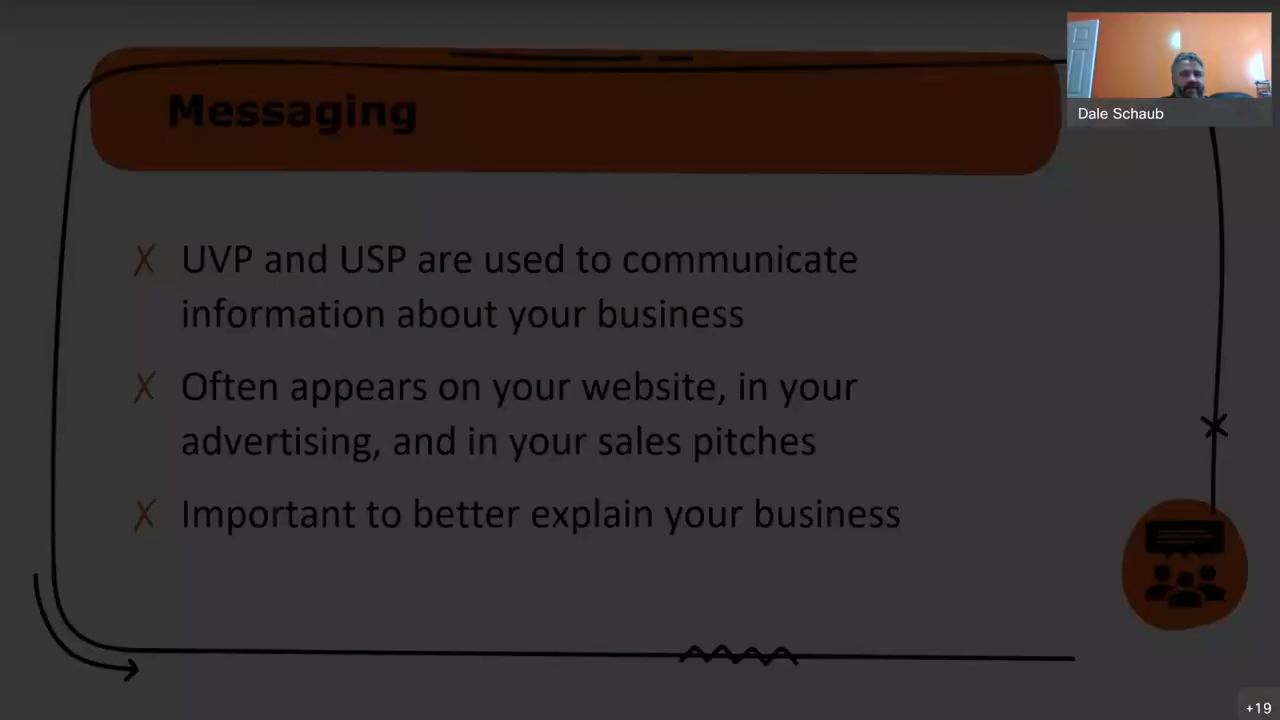 Messaging
Dale Schaub
X UVP and USP are used to communicate
information about your business
X Often appears on your website, in your
advertising, and in your sales pitches
X Important to better explain your business
+19